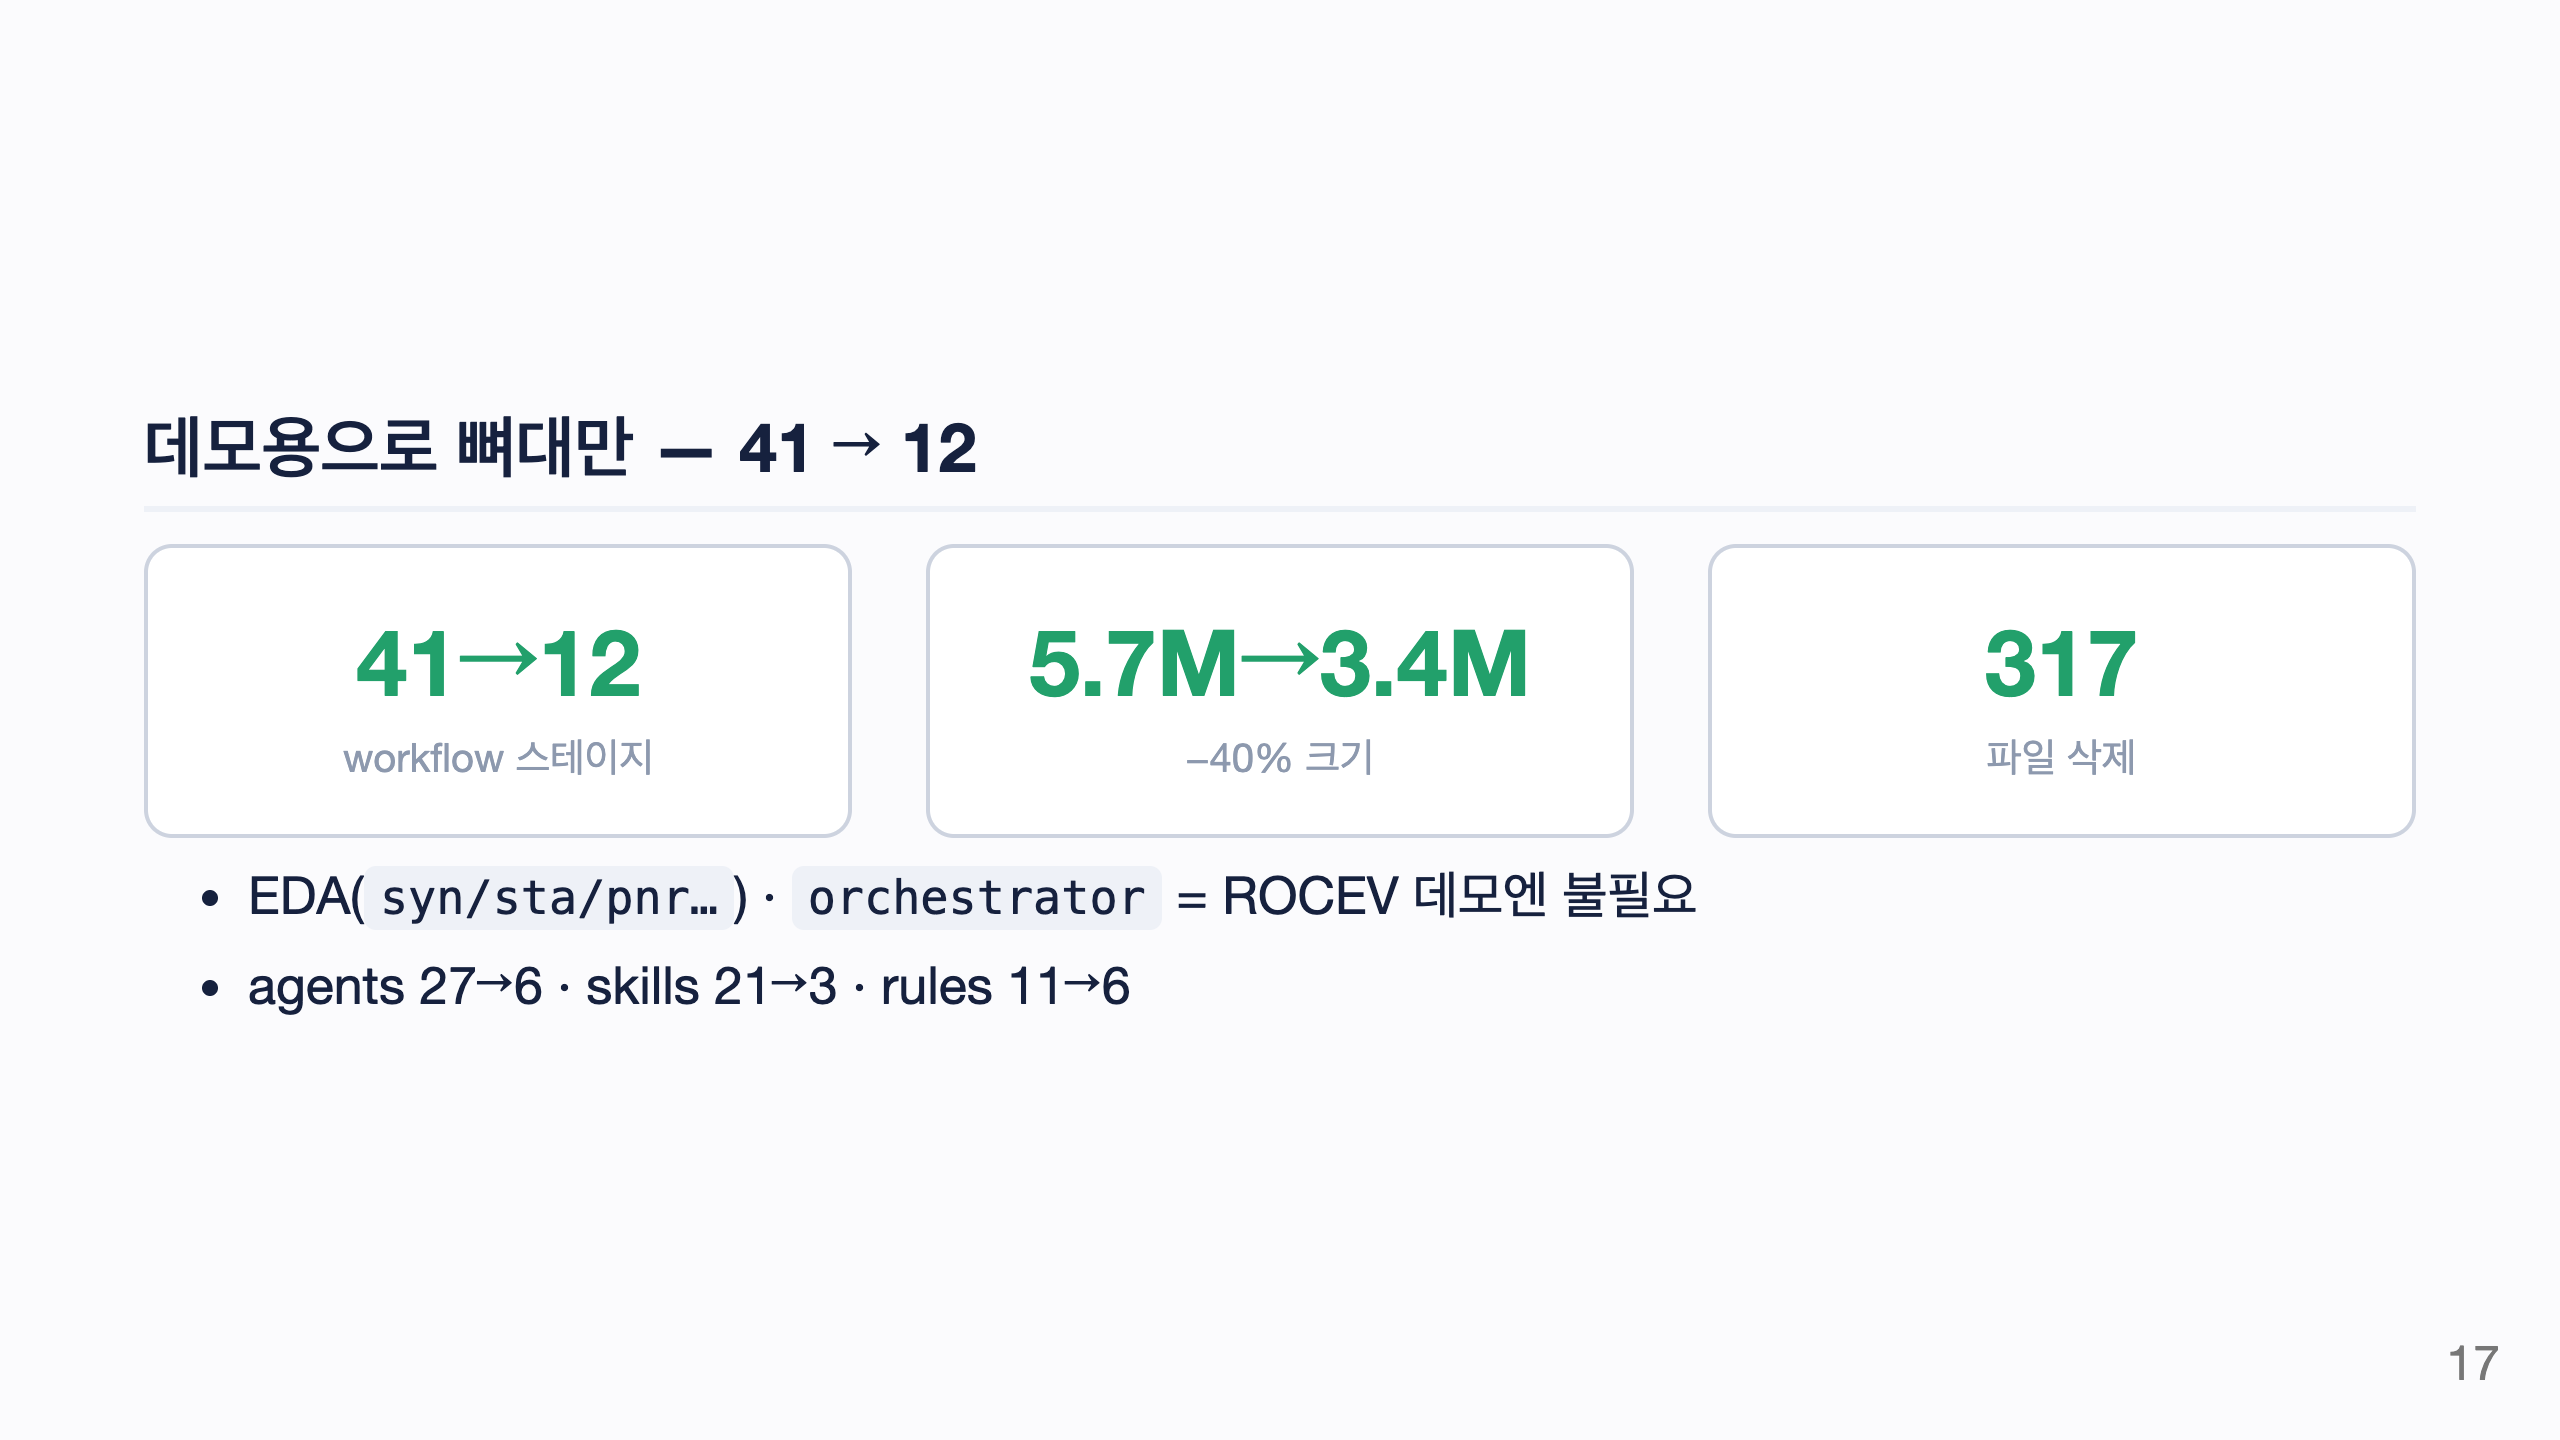 데모용으로 뼈대만 — 41 → 12
41→12
workflow 스테이지
5.7M→3.4M
−40% 크기
317
파일 삭제
• EDA( syn/sta/pnr… ) · orchestrator = ROCEV 데모엔 불필요
• agents 27→6 · skills 21→3 · rules 11→6
17